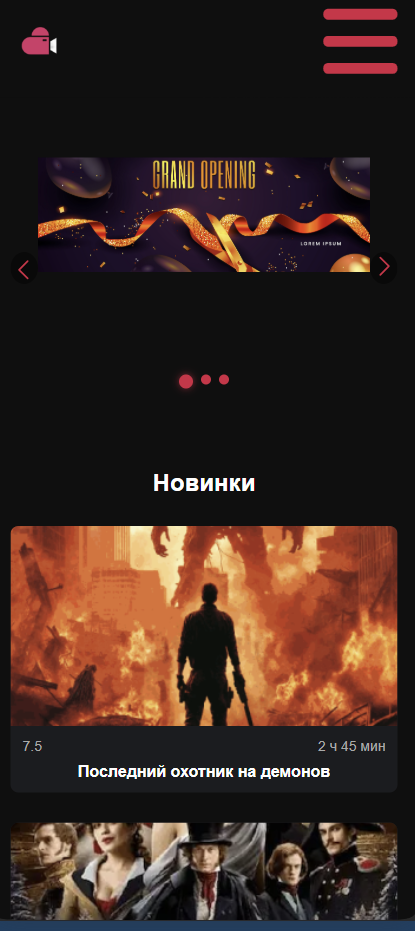 GRAND OPENING
LOREM IPSUM
Новинки
7.5
2 ч 45 мин
Последний охотник на демонов